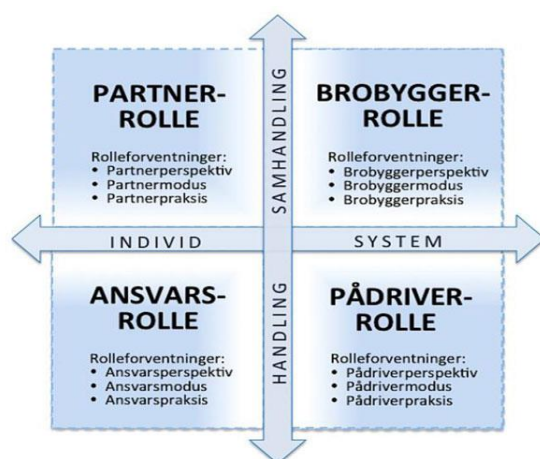 PARTNER-
ROLLE
Rolleforventninger:
• Partnerperspektiv
• Partnermodus
• Partnerpraksis
BROBYGGER-
ROLLE
Rolleforventninger:
• Brobyggerperspektiv
• Brobyggermodus
• Brobyggerpraksis
SAMHANDLING
INDIVID
SYSTEM
HANDLING
ANSVARS-
ROLLE
Rolleforventninger:
• Ansvarsperspektiv
• Ansvarsmodus
• Ansvarspraksis
PÅDRIVER-
ROLLE
Rolleforventninger:
• Pådriverperspektiv
• Pådrivermodus
• Pådriverpraksis